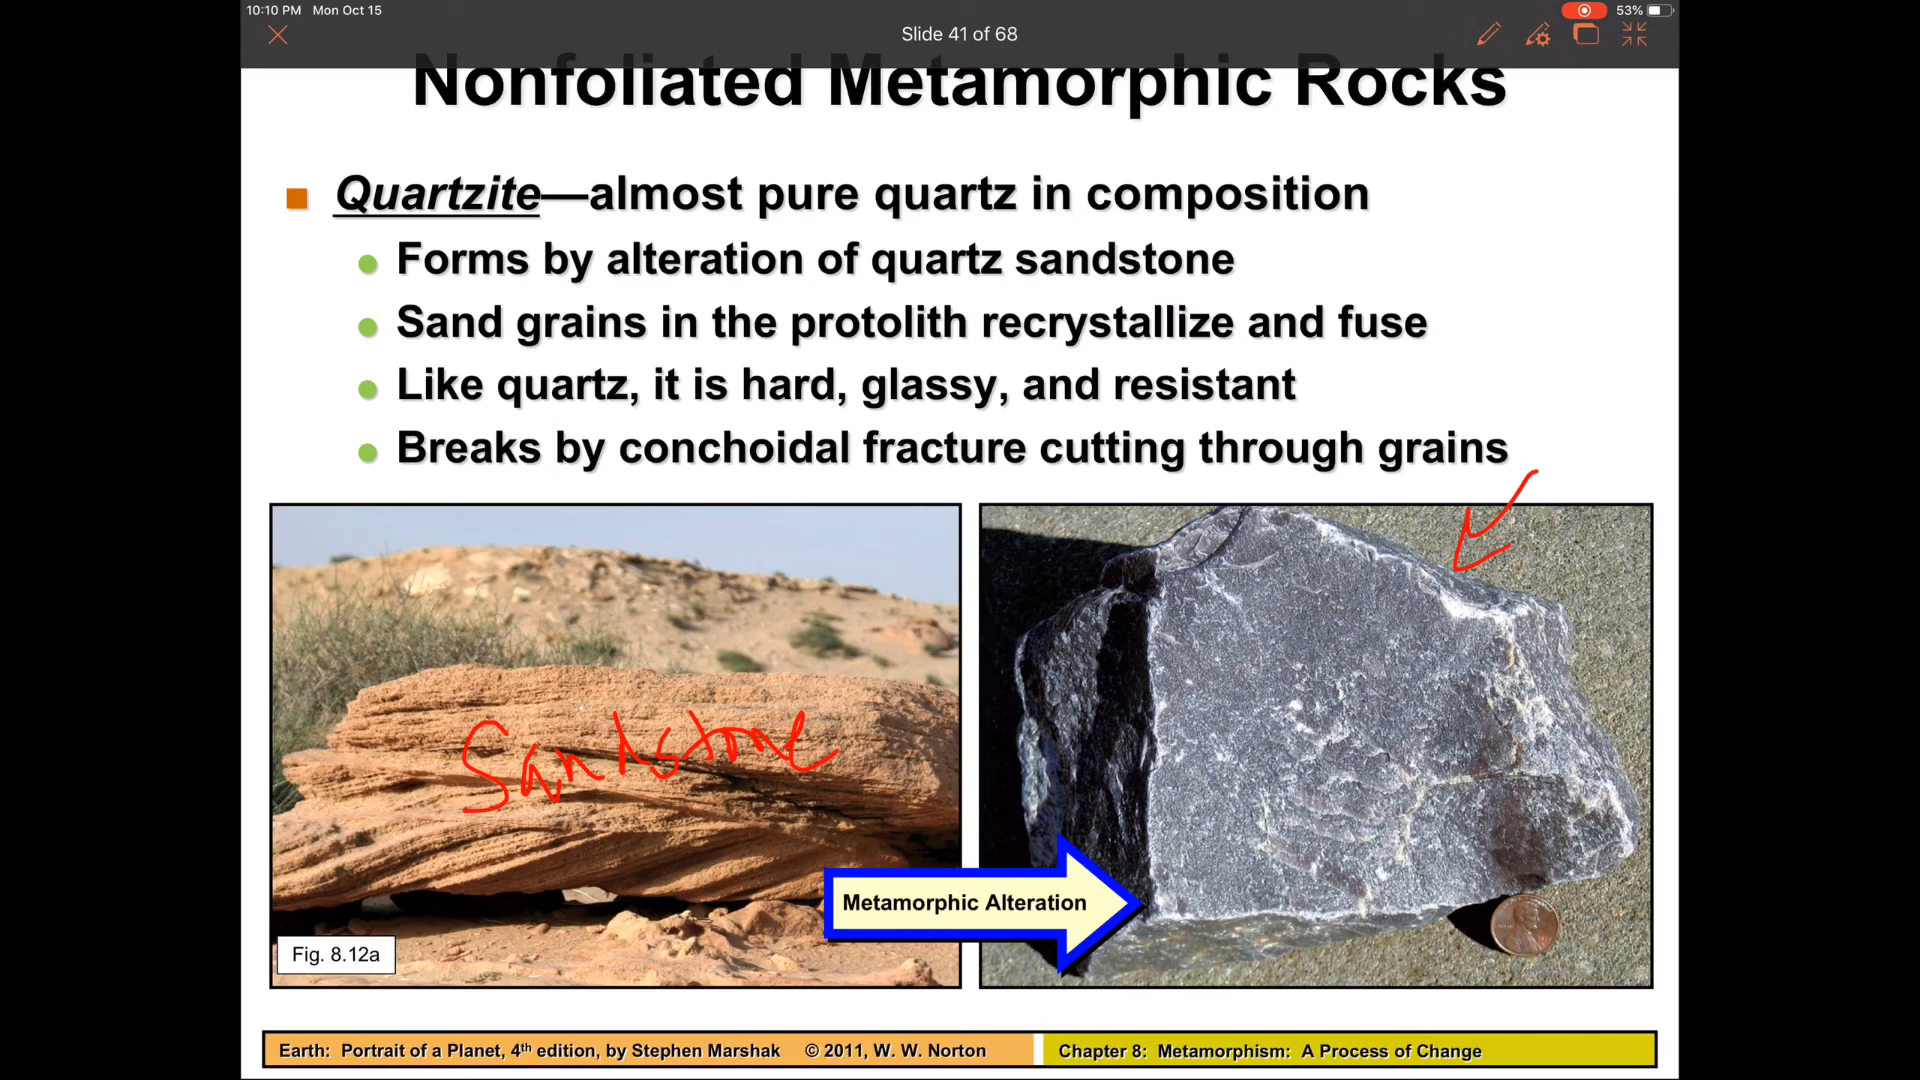 10:10 PM Mon Oct 15
53%
Slide 41 of 68
Nonfoliated Metamorphic Rocks
Quartzite—almost pure quartz in composition
Forms by alteration of quartz sandstone
Sand grains in the protolith recrystallize and fuse
Like quartz, it is hard, glassy, and resistant
Breaks by conchoidal fracture cutting through grains
Sandstone
Metamorphic Alteration
Fig. 8.12a
Earth: Portrait of a Planet, 4th edition, by Stephen Marshak © 2011, W. W. Norton
Chapter 8: Metamorphism: A Process of Change